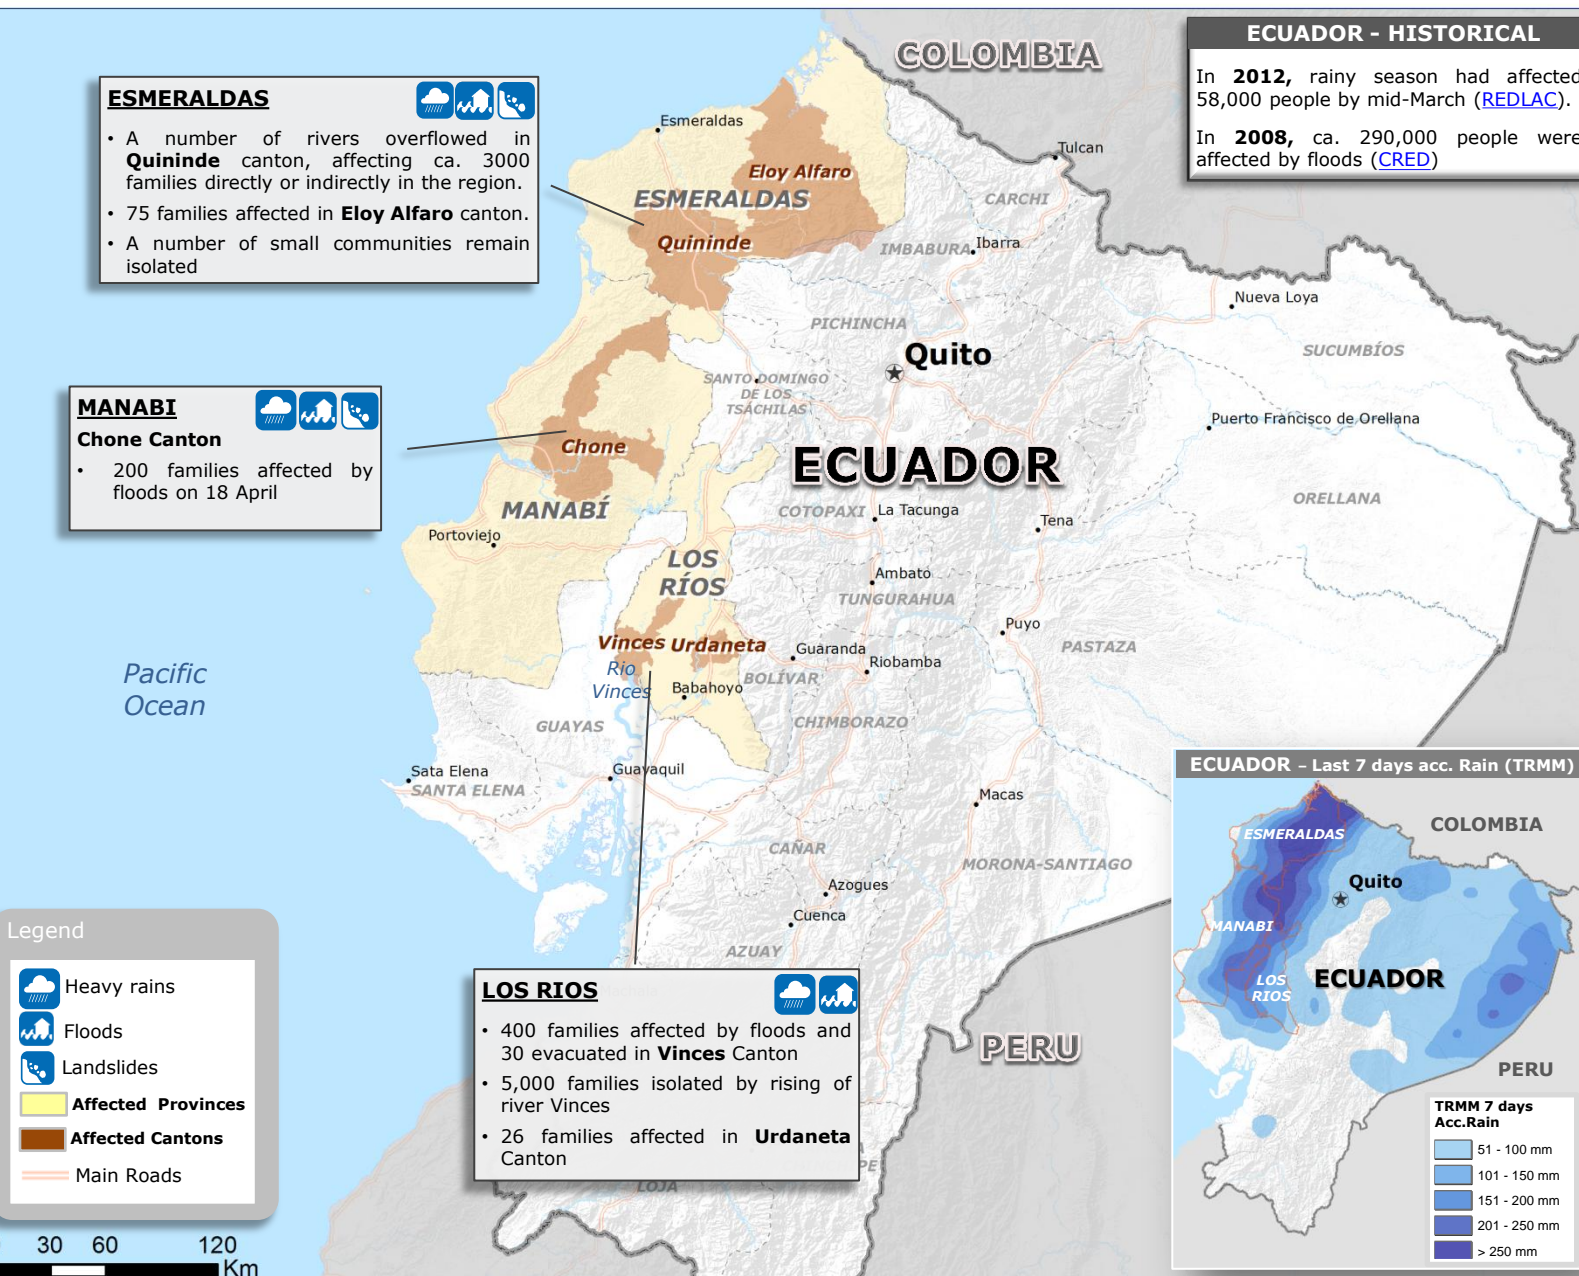 COLOMBIA
ECUADOR - HISTORICAL
In 2012, rainy season had affected
58,000 people by mid-March (REDLAC).
In 2008, ca. 290,000 people were
affected by floods (CRED)
ESMERALDAS
• A number of rivers overflowed in
Quininde canton, affecting ca. 3000
families directly or indirectly in the region.
• 75 families affected in Eloy Alfaro canton.
• A number of small communities remain
isolated
Esmeraldas
Tulcan
Eloy Alfaro
ESMERALDAS
CARCHI
Quininde
IMBABURA
Ibarra
Nueva Loya
PICHINCHA
SUCUMBÍOS
Quito
SANTO DOMINGO
DE LOS
TSÁCHILAS
MANABI
Chone Canton
• 200 families affected by
floods on 18 April
Puerto Francisco de Orellana
Chone
ECUADOR
ORELLANA
MANABÍ
COTOPAXI
La Tacunga
Tena
Portoviejo
LOS
RÍOS
Ambato
TUNGURAHUA
Puyo
PASTAZA
Vinces
Urdaneta
Guaranda
Riobamba
Rio
Vinces
BOLÍVAR
Babahoyo
Pacific
Ocean
GUAYAS
CHIMBORAZO
Sata Elena
SANTA ELENA
Guayaquil
Macas
CAÑAR
MORONA-SANTIAGO
Azogues
Cuenca
AZUAY
PERU
LOJA
LOS RIOS
• 400 families affected by floods and
30 evacuated in Vinces Canton
• 5,000 families isolated by rising of
river Vinces
• 26 families affected in Urdaneta
Canton
Legend
Heavy rains
Floods
Landslides
Affected Provinces
Affected Cantons
Main Roads
30 60 120
Km
ECUADOR – Last 7 days acc. Rain (TRMM)
ESMERALDAS
COLOMBIA
Quito
MANABI
LOS
RIOS
ECUADOR
PERU
TRMM 7 days
Acc.Rain
51 - 100 mm
101 - 150 mm
151 - 200 mm
201 - 250 mm
> 250 mm